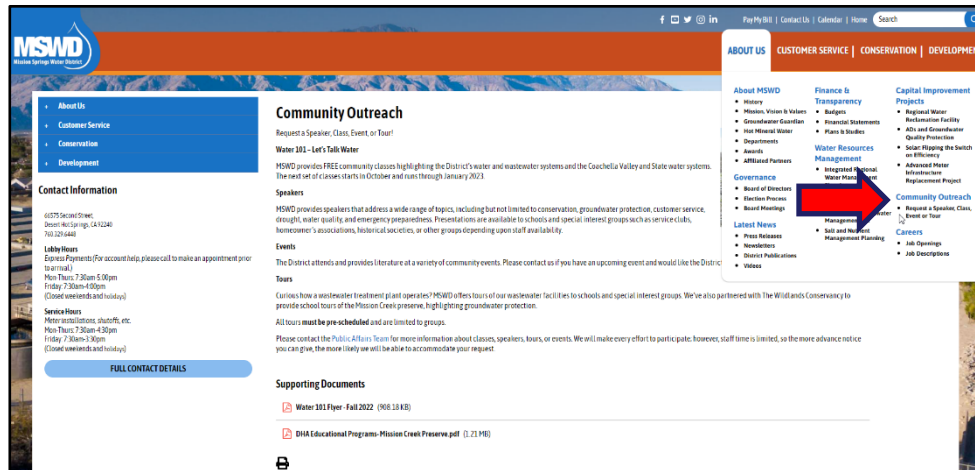 Pay My Bill | Contact Us | Calendar | Home
Search
MSWD
Mission Springs Water District
ABOUT US
CUSTOMER SERVICE | CONSERVATION | DEVELOPME
About MSWD
History
Mission, Vision & Values
Groundwater Guardian
Hot Mineral Water
Departments
Awards
Affiliated Partners
Governance
Board of Directors
Election Process
Board Meetings
Latest News
Press Releases
Newsletters
District Publications
Videos
Finance &
Transparency
Budgets
Financial Statements
Plans & Studies
Water Resources
Management
Integrated Regional
Water Management
Management
Salt and Nutrient
Management Planning
Capital Improvement
Projects
Regional Water
Reclamation Facility
ADs and Groundwater
Quality Protection
Solar: Flipping the Switch
on Efficiency
Advanced Meter
Infrastructure
Replacement Project
Community Outreach
Request a Speaker, Class,
Event or Tour
Careers
Job Openings
Job Descriptions
About Us
Customer Service
Conservation
Development
Contact Information
66575 Second Street,
Desert Hot Springs, CA 92240
760.329.6448
Lobby Hours
Express Payments (For account help, please call to make an appointment prior
to arrival.)
Mon-Thurs: 7:30am-5:00pm
Friday: 7:30am-4:00pm
(Closed weekends and holidays)
Service Hours
Meter installations, shutoffs, etc.
Mon-Thurs: 7:30am-4:30pm
Friday: 7:30am-3:30pm
(Closed weekends and holidays)
FULL CONTACT DETAILS
Community Outreach
Request a Speaker, Class, Event, or Tour!
Water 101 – Let's Talk Water
MSWD provides FREE community classes highlighting the District's water and wastewater systems and the Coachella Valley and State water systems.
The next set of classes starts in October and runs through January 2023.
Speakers
MSWD provides speakers that address a wide range of topics, including but not limited to conservation, groundwater protection, customer service,
drought, water quality, and emergency preparedness. Presentations are available to schools and special interest groups such as service clubs,
homeowner's associations, historical societies, or other groups depending upon staff availability.
Events
The District attends and provides literature at a variety of community events. Please contact us if you have an upcoming event and would like the Distric
Tours
Curious how a wastewater treatment plant operates? MSWD offers tours of our wastewater facilities to schools and special interest groups. We've also partnered with The Wildlands Conservancy to
provide school tours of the Mission Creek preserve, highlighting groundwater protection.
All tours must be pre-scheduled and are limited to groups.
Please contact the Public Affairs Team for more information about classes, speakers, tours, or events. We will make every effort to participate; however, staff time is limited, so the more advance notice
you can give, the more likely we will be able to accommodate your request.
Supporting Documents
Water 101 Flyer - Fall 2022 (908.18 KB)
DHA Educational Programs- Mission Creek Preserve.pdf (1.21 MB)